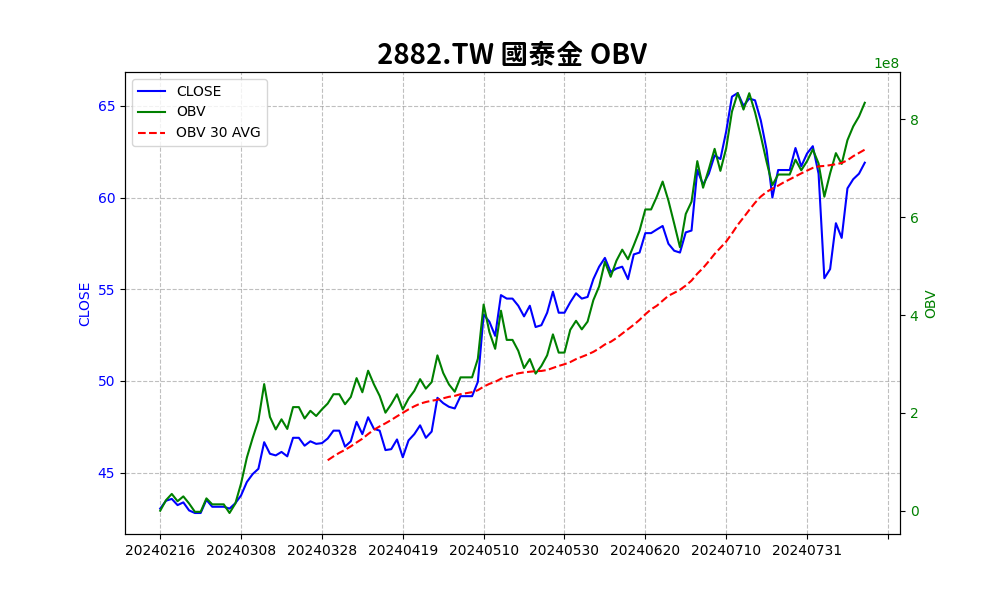 2882.TW 國泰金 OBV
1e8
CLOSE
OBV
OBV 30 AVG
65
60
55
50
45
CLOSE
8
6
4
2
0
OBV
20240216 20240308 20240328 20240419 20240510 20240530 20240620 20240710 20240731